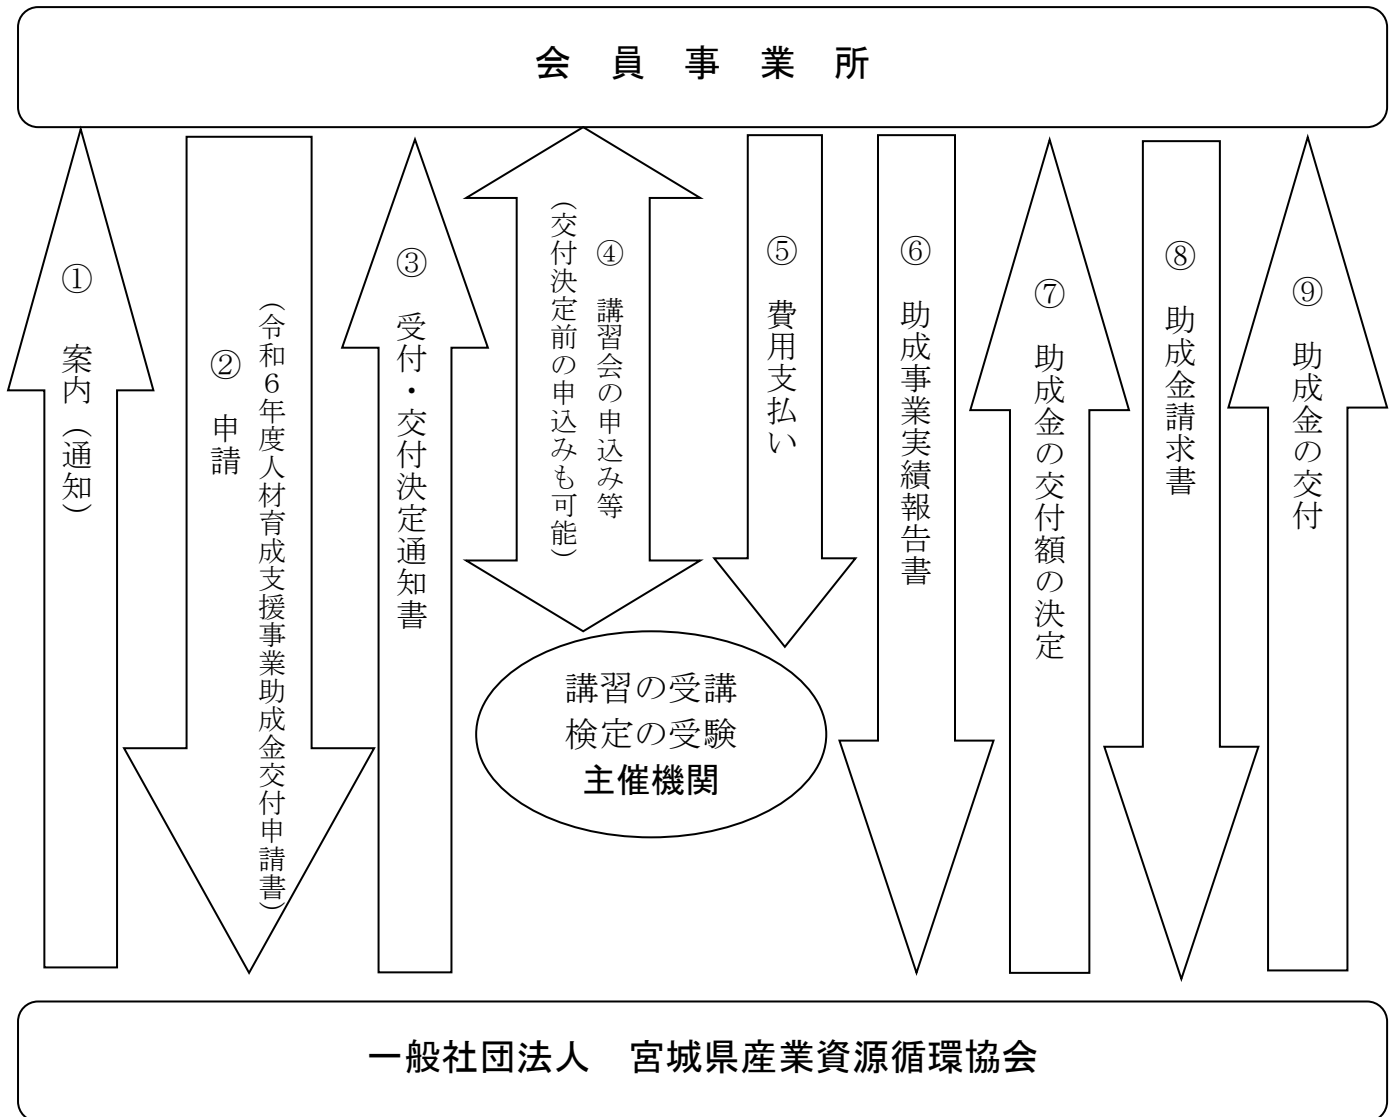 会　員　事　業　所
①　案内（通知）
②　申請
（令和６年度人材育成支援事業助成金交付申請書）
③　受付・交付決定通知書
④　講習会の申込み等
（交付決定前の申込みも可能）
⑤　費用支払い
講習の受講
検定の受験
主催機関
⑥　助成事業実績報告書
⑦　助成金の交付額の決定
⑧　助成金請求書
⑨　助成金の交付
一般社団法人　宮城県産業資源循環協会